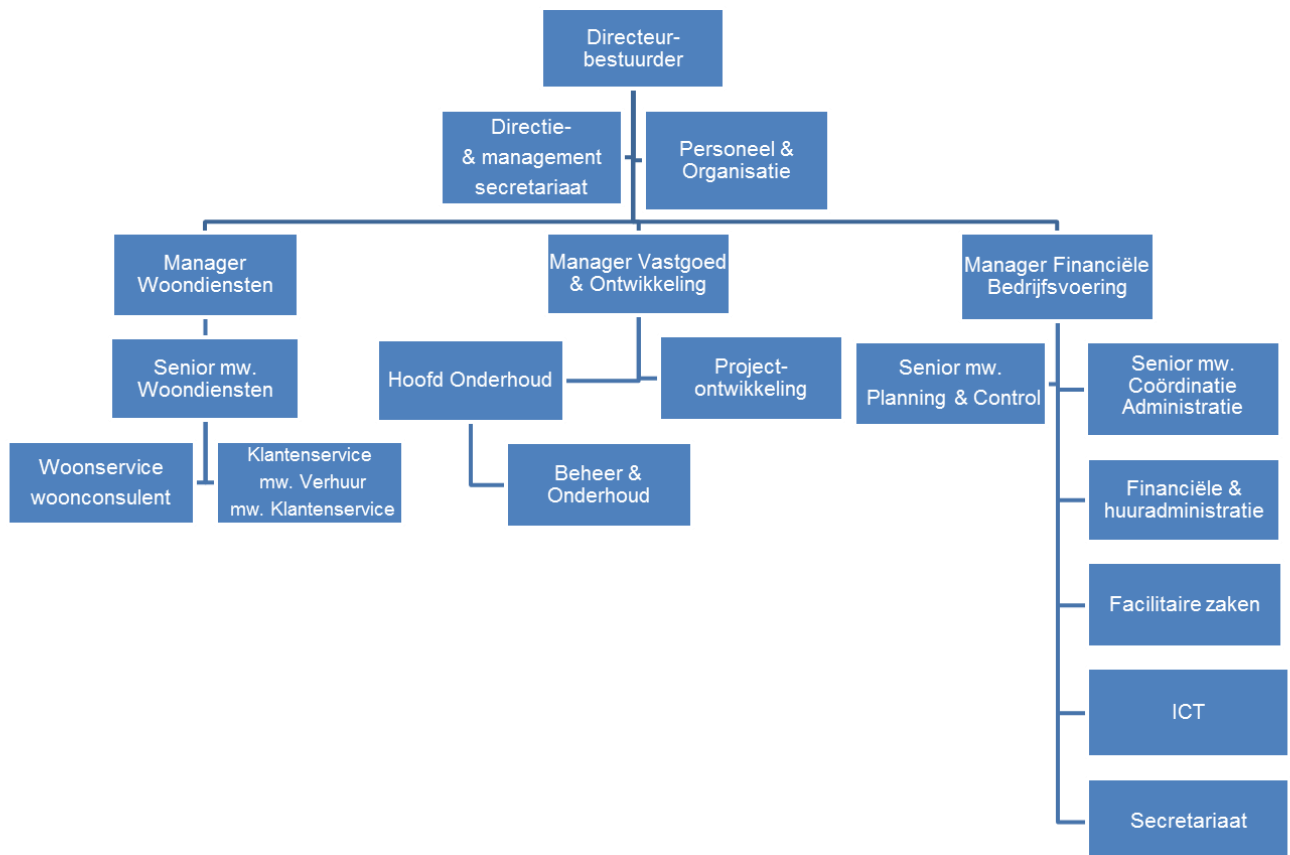 Directeur-
bestuurder
Directie-
& management
secretariaat
Personeel &
Organisatie
Manager
Woondiensten
Manager Vastgoed
& Ontwikkeling
Manager Financiële
Bedrijfsvoering
Senior mw.
Woondiensten
Hoofd Onderhoud
Project-
ontwikkeling
Senior mw.
Planning & Control
Senior mw.
Coördinatie
Administratie
Woonservice
woonconsulent
Klantenservice
mw. Verhuur
mw. Klantenservice
Beheer &
Onderhoud
Financiële &
huuradministratie
Facilitaire zaken
ICT
Secretariaat